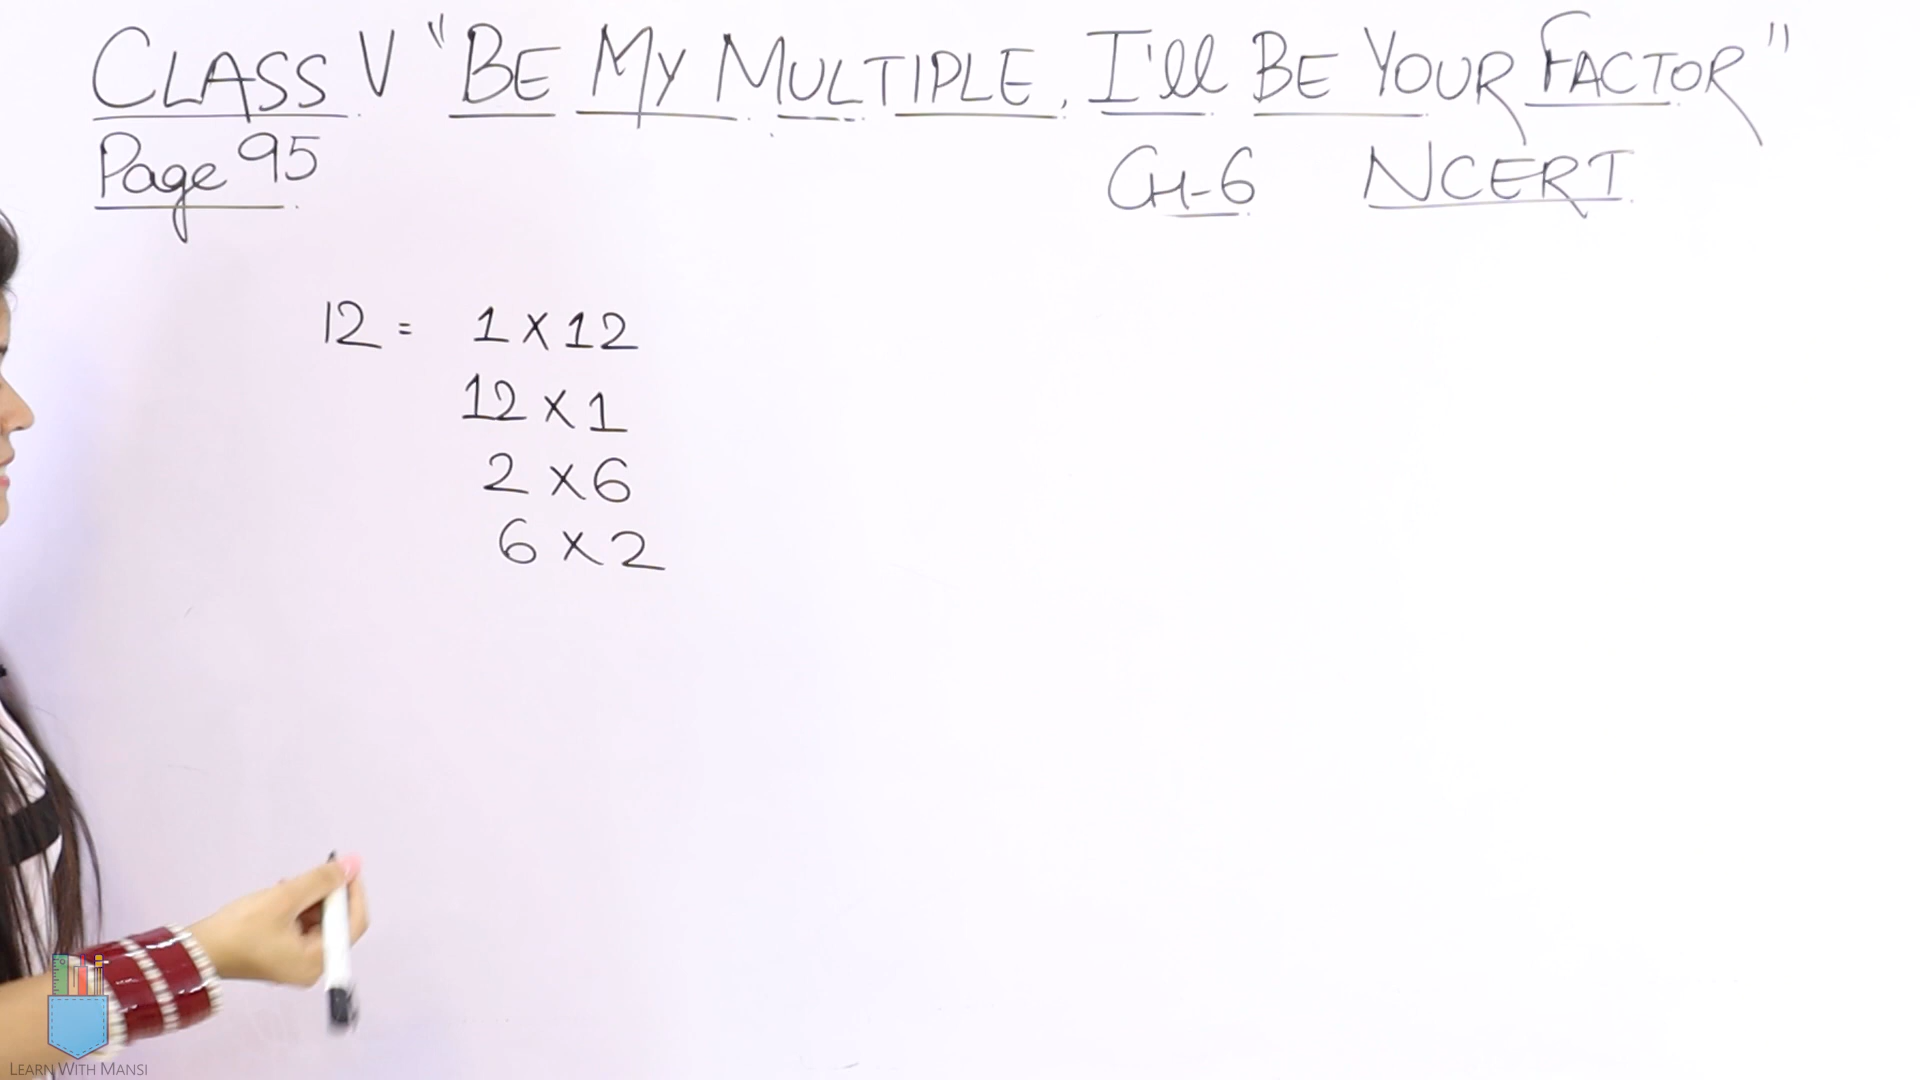 CLASS V "BE MY MULTIPLE, I'll BE YOUR FACTOR"
Page 95
CH-6 NCERT
12 = 1 X 12
12 X 1
2 X 6
6 X 2
LEARN WITH MANSI